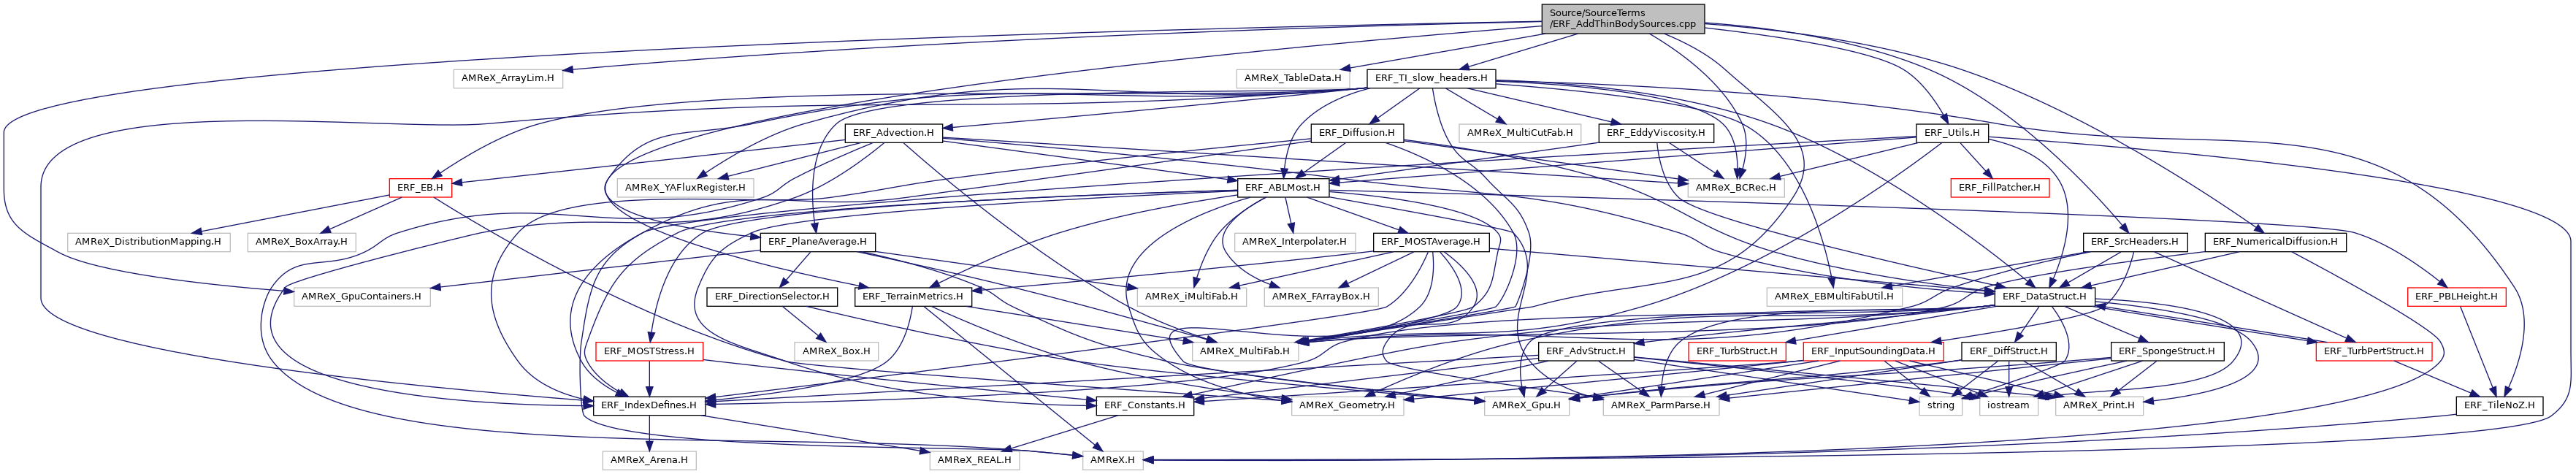 Source/SourceTerms
/ERF_AddThinBodySources.cpp
AMReX_ArrayLim.H
AMReX_TableData.H
ERF_TI_slow_headers.H
ERF_Advection.H
ERF_Diffusion.H
AMReX_MultiCutFab.H
ERF_EddyViscosity.H
ERF_Utils.H
ERF_EB.H
AMReX_YAFluxRegister.H
ERF_ABLMost.H
AMReX_BCRec.H
ERF_FillPatcher.H
AMReX_DistributionMapping.H
AMReX_BoxArray.H
ERF_PlaneAverage.H
AMReX_Interpolater.H
ERF_MOSTAverage.H
ERF_SrcHeaders.H
ERF_NumericalDiffusion.H
AMReX_GpuContainers.H
ERF_DirectionSelector.H
ERF_TerrainMetrics.H
AMReX_iMultiFab.H
AMReX_FArrayBox.H
AMReX_EBMultiFabUtil.H
ERF_DataStruct.H
ERF_PBLHeight.H
ERF_MOSTStress.H
AMReX_Box.H
AMReX_MultiFab.H
ERF_AdvStruct.H
ERF_TurbStruct.H
ERF_InputSoundingData.H
ERF_DiffStruct.H
ERF_SpongeStruct.H
ERF_TurbPertStruct.H
ERF_IndexDefines.H
ERF_Constants.H
AMReX_Geometry.H
AMReX_Gpu.H
AMReX_ParmParse.H
string
iostream
AMReX_Print.H
ERF_TileNoZ.H
AMReX_Arena.H
AMReX_REAL.H
AMReX.H